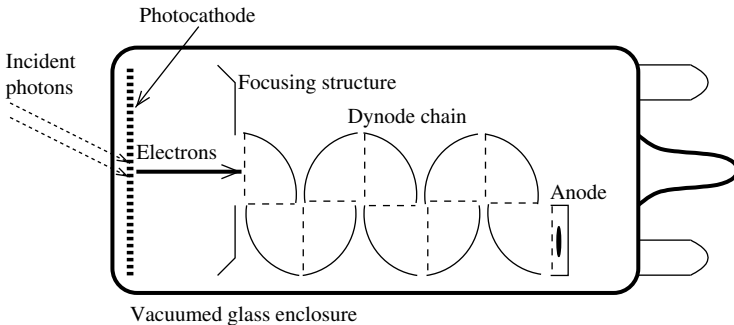 Photocathode
Incident
photons
Focusing structure
Dynode chain
Electrons
Anode
Vacuumed glass enclosure